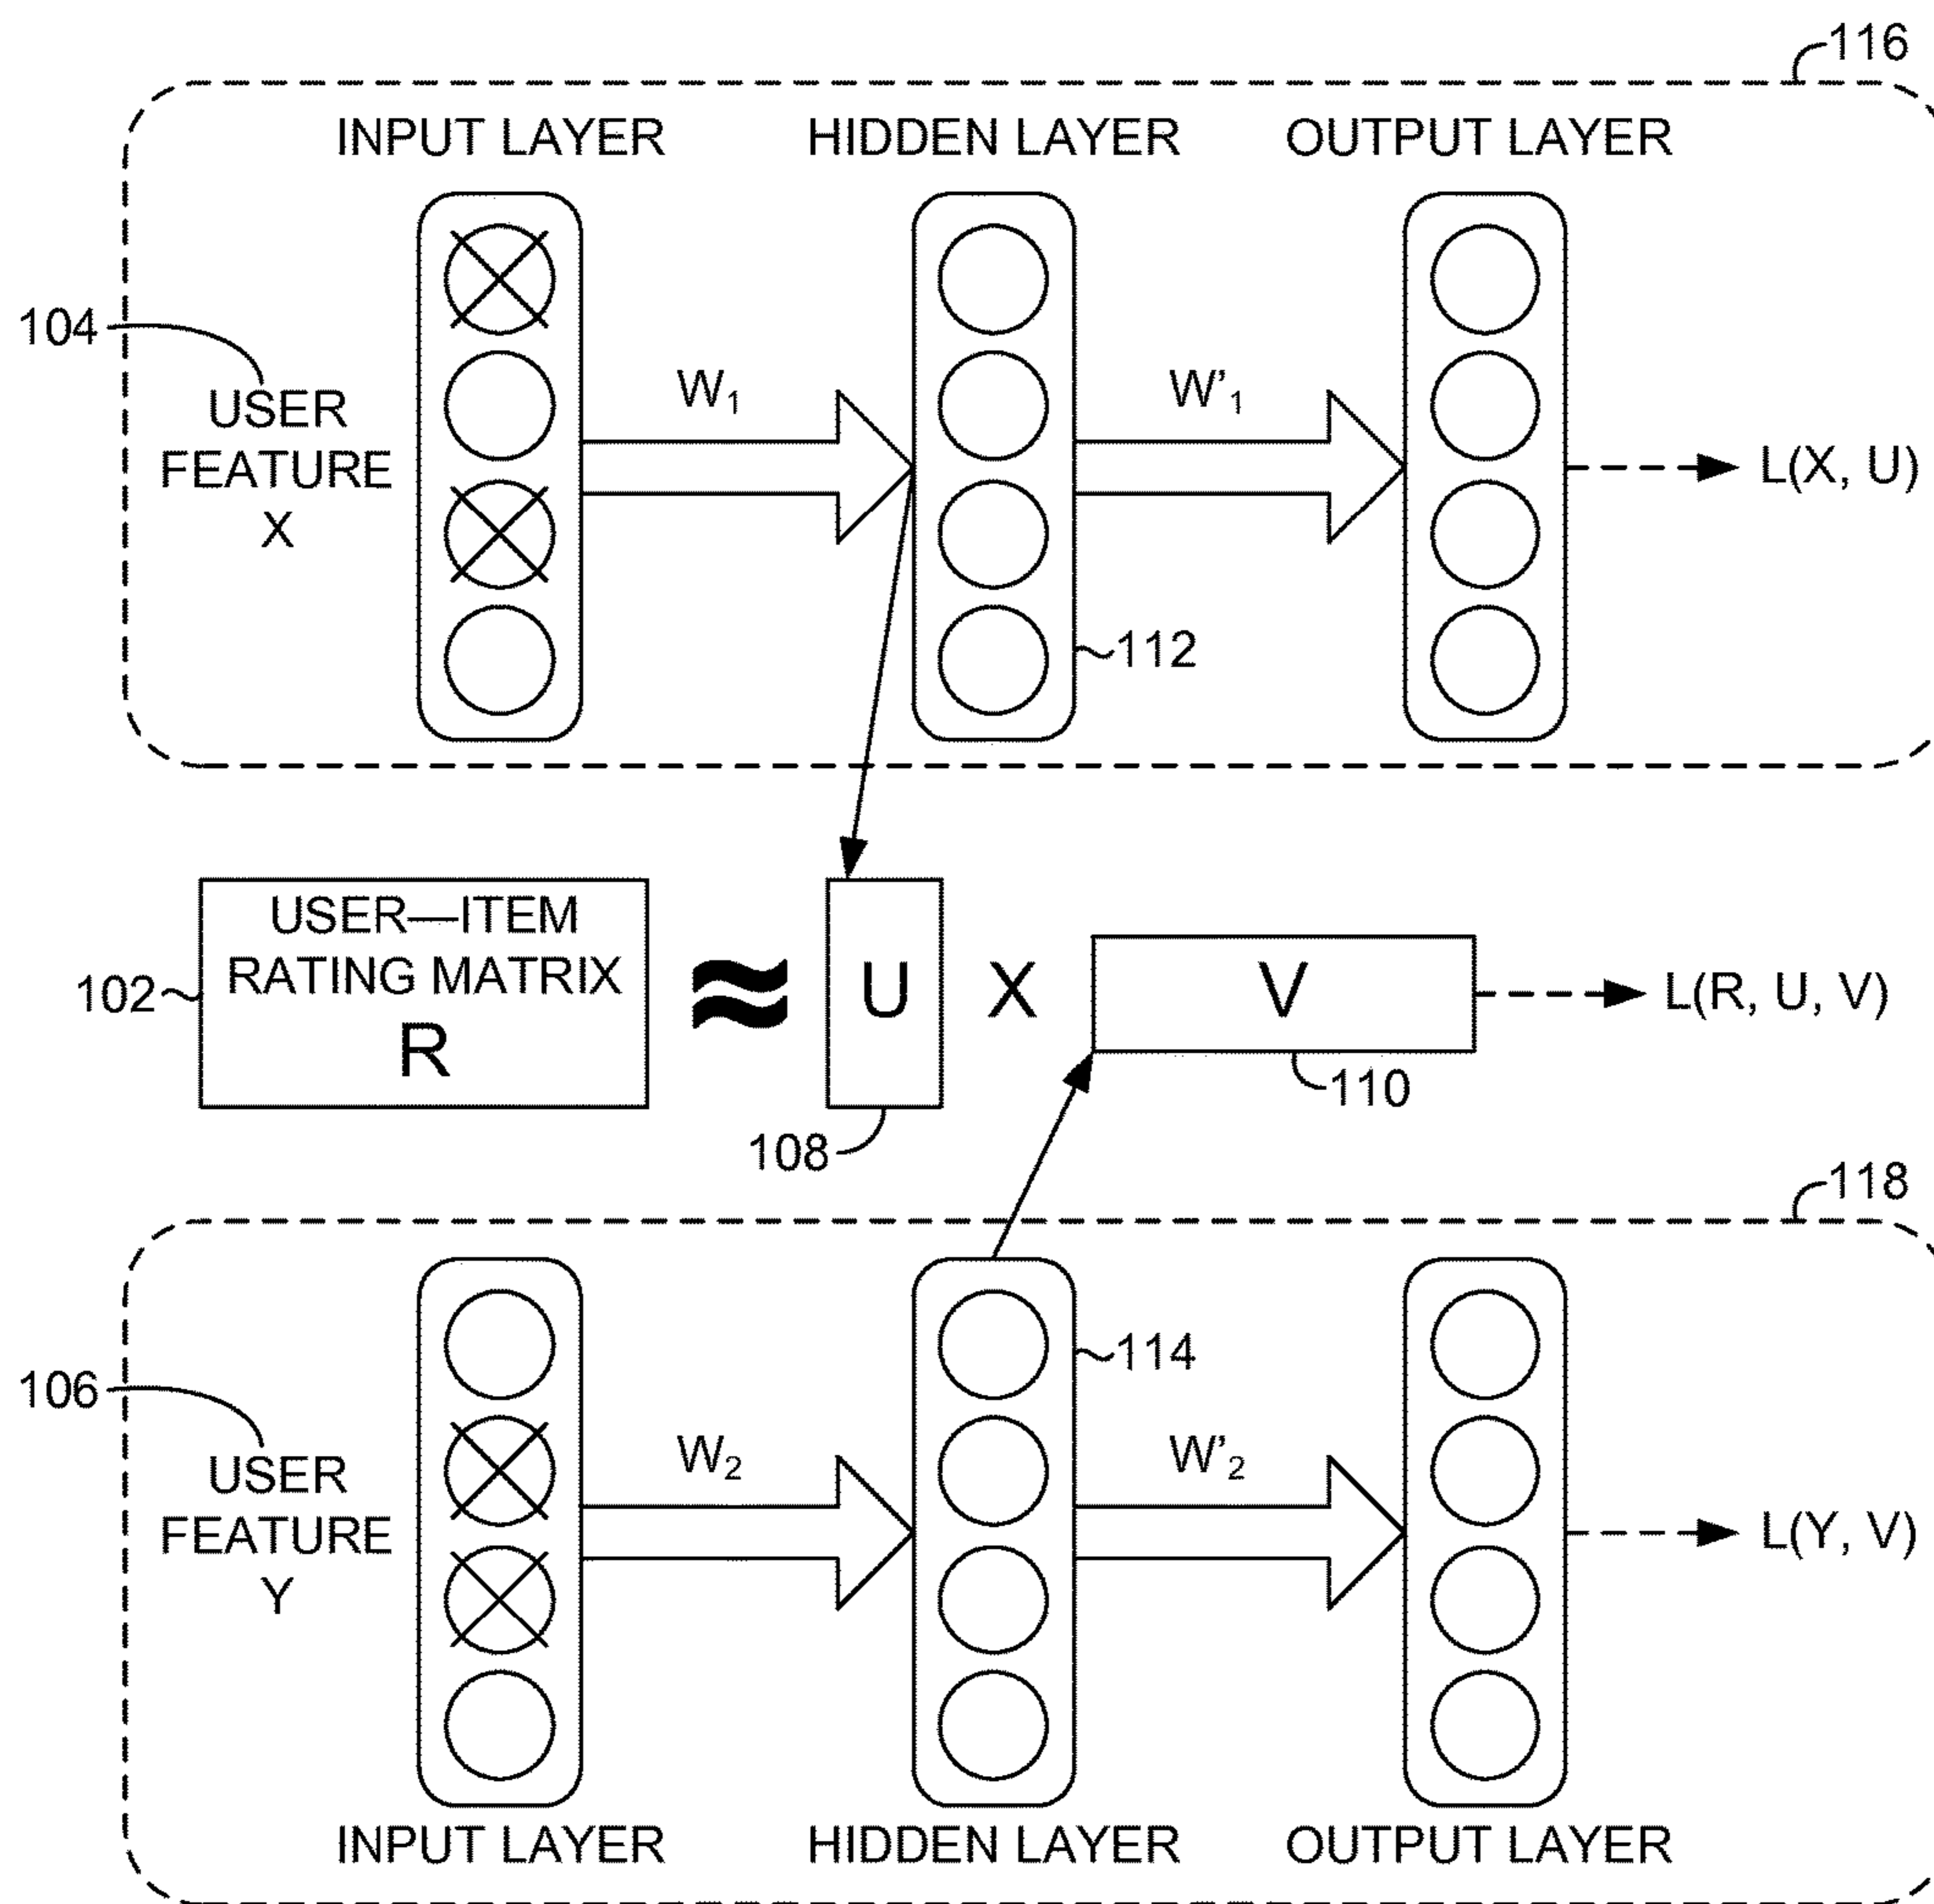 116
INPUT LAYER HIDDEN LAYER OUTPUT LAYER
104
USER
FEATURE
X
W1
W'1
L(X, U)
112
USER—ITEM
RATING MATRIX
R
102
≈
U
X
V
L(R, U, V)
108
110
118
106
USER
FEATURE
Y
W2
W'2
L(Y, V)
114
INPUT LAYER HIDDEN LAYER OUTPUT LAYER